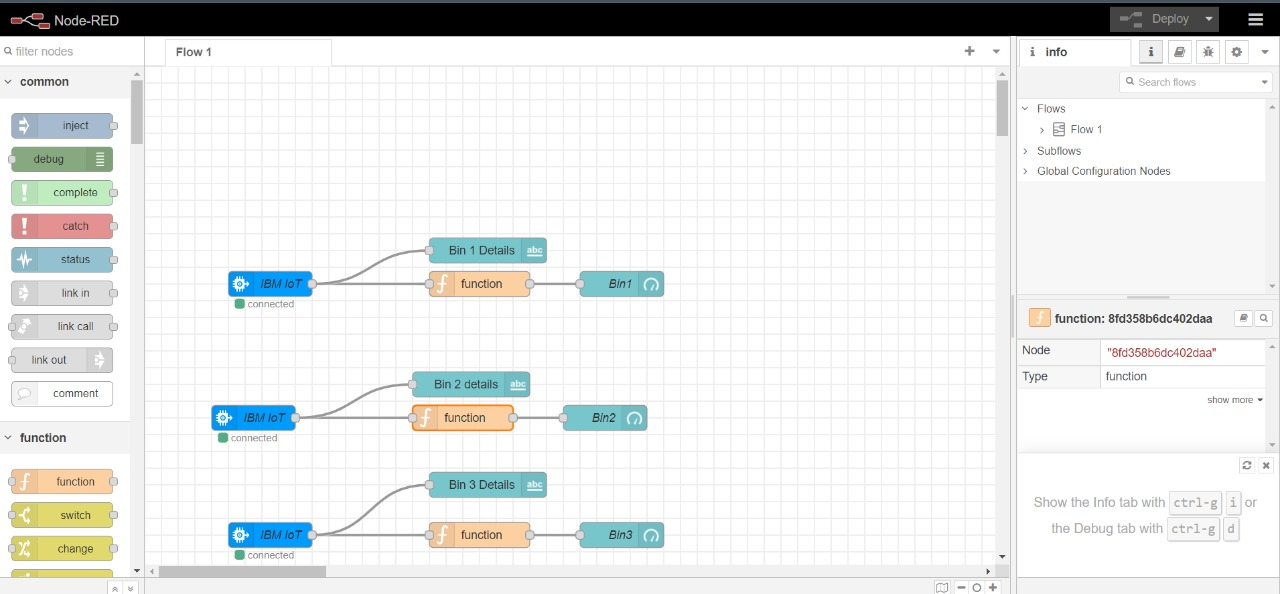 Node-RED
Deploy
filter nodes
Flow 1
info
i
common
Search flows
inject
debug
complete
catch
status
link in
link call
link out
comment
function
function
switch
change
Bin 1 Details abc
IBM IoT
function
Bin1
connected
Bin 2 details abc
IBM IoT
function
Bin2
connected
Bin 3 Details abc
IBM IoT
function
Bin3
connected
Flows
Flow 1
Subflows
Global Configuration Nodes
function: 8fd358b6dc402daa
Node "8fd358b6dc402daa"
Type function
show more
Show the Info tab with ctrl-g i or
the Debug tab with ctrl-g d